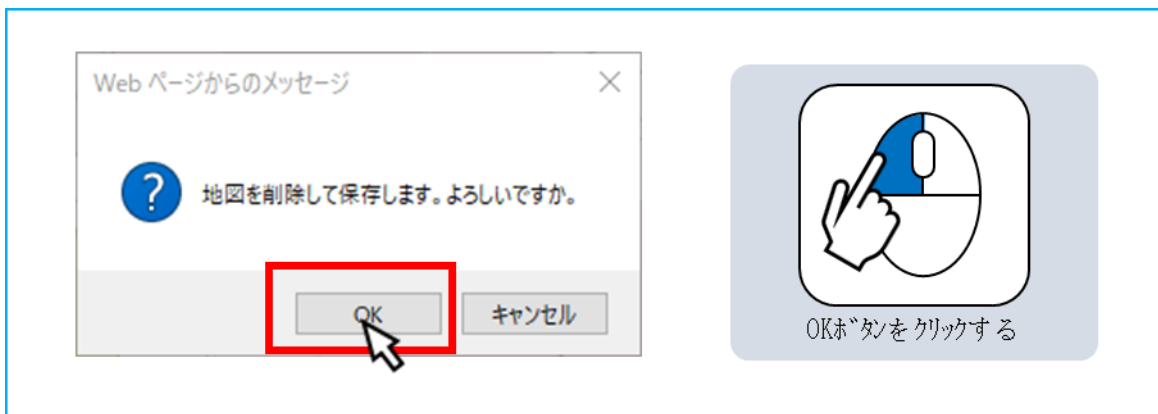 Web ページからのメッセージ
地図を削除して保存します。よろしいですか。
OK
キャンセル
OKﾎﾞﾀﾝをｸﾘｯｸする